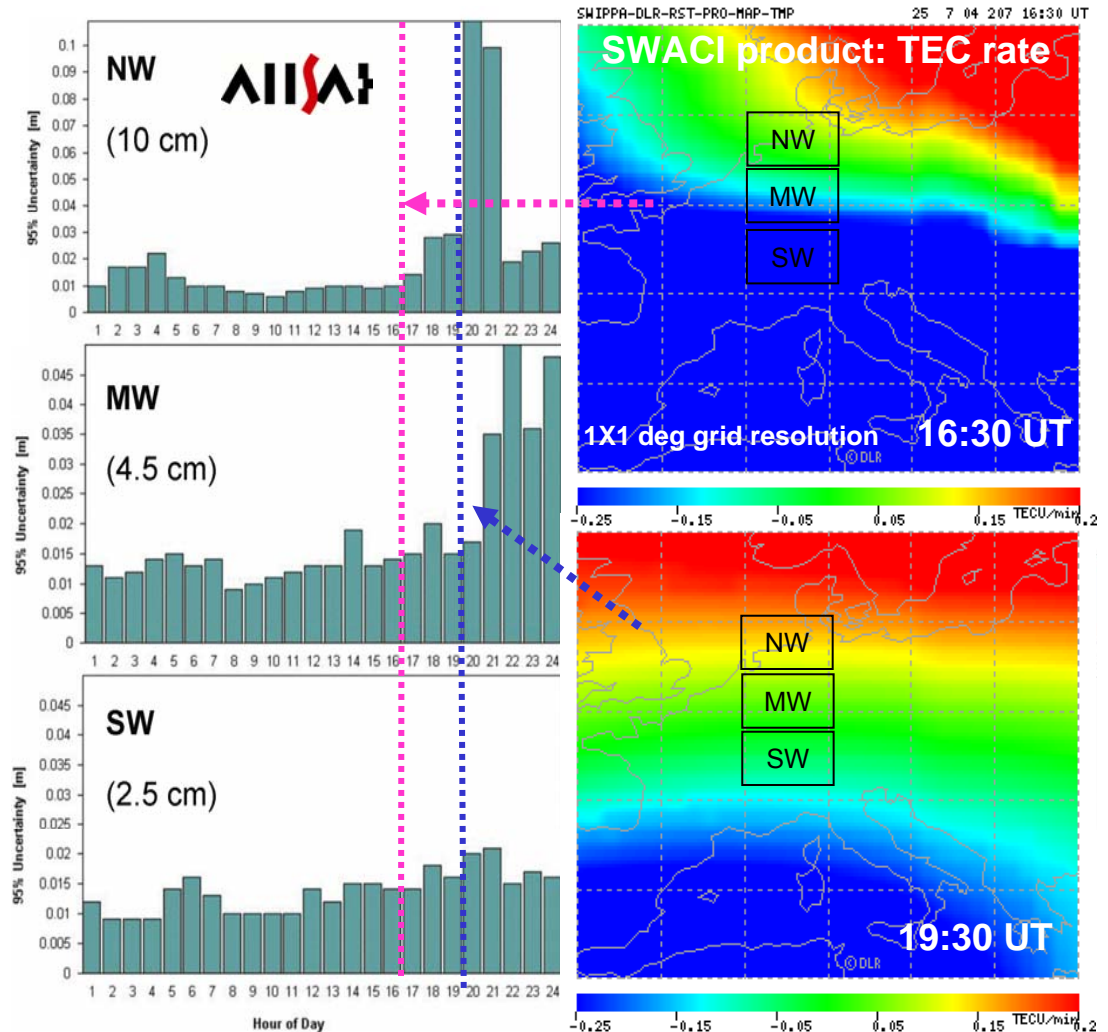 NW
AllSAt
(10 cm)
95% Uncertainty [m]
0.1
0.09
0.08
0.07
0.06
0.05
0.04
0.03
0.02
0.01
0
1 2 3 4 5 6 7 8 9 10 11 12 13 14 15 16 17 18 19 20 21 22 23 24
MW
(4.5 cm)
95% Uncertainty [m]
0.045
0.04
0.035
0.03
0.025
0.02
0.015
0.01
0.005
0
1 2 3 4 5 6 7 8 9 10 11 12 13 14 15 16 17 18 19 20 21 22 23 24
SW
(2.5 cm)
95% Uncertainty [m]
0.045
0.04
0.035
0.03
0.025
0.02
0.015
0.01
0.005
0
1 2 3 4 5 6 7 8 9 10 11 12 13 14 15 16 17 18 19 20 21 22 23 24
Hour of Day
SWIPPA-DLR-RST-PRO-MAP-TMP 25 7 04 207 16:30 UT
SWACI product: TEC rate
NW
MW
SW
1X1 deg grid resolution 16:30 UT
©DLR
-0.25 -0.15 -0.05 0.05 0.15 TECU/min 0.2
NW
MW
SW
19:30 UT
©DLR
-0.25 -0.15 -0.05 0.05 0.15 TECU/min 0.2